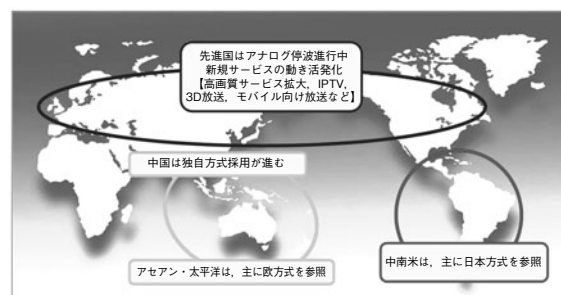 先進国はアナログ停波進行中
新規サービスの動き活発化
【高画質サービス拡大，IPTV，
3D放送，モバイル向け放送など】
中国は独自方式採用が進む
アセアン・太平洋は，主に欧方式を参照
中南米は，主に日本方式を参照